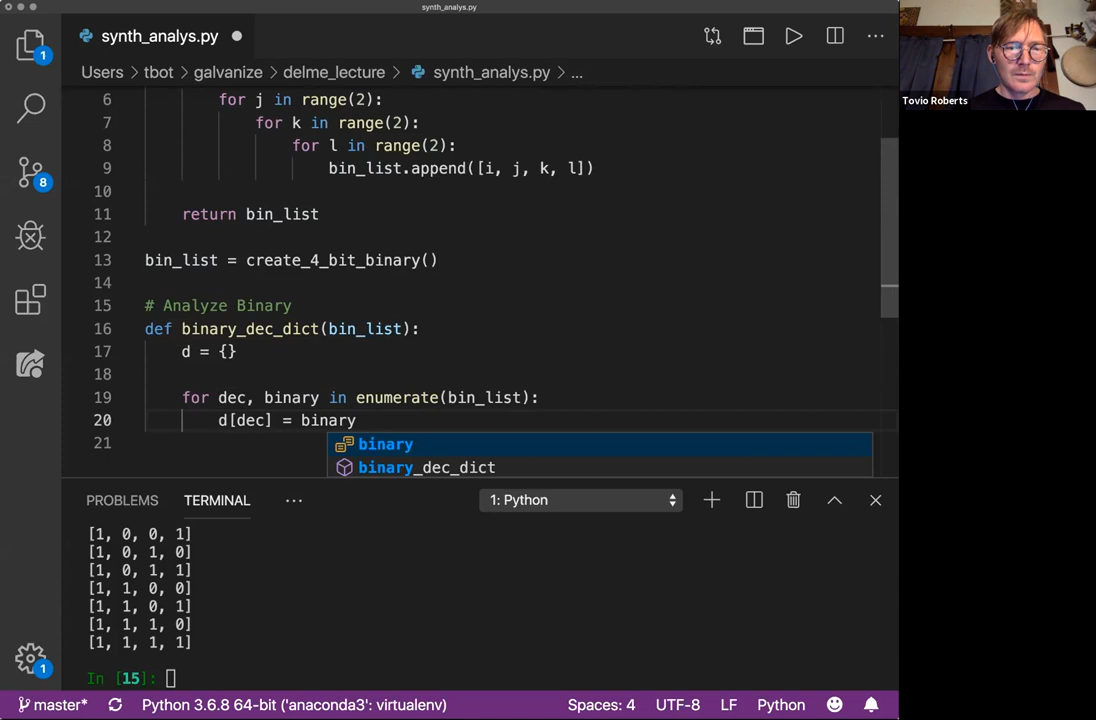 synth_analys.py
synth_analys.py
Users > tbot > galvanize > delme_lecture > synth_analys.py > ...
6 for j in range(2):
7 for k in range(2):
8 for l in range(2):
9 bin_list.append([i, j, k, l])
10
11 return bin_list
12
13 bin_list = create_4_bit_binary()
14
15 # Analyze Binary
16 def binary_dec_dict(bin_list):
17 d = {}
18
19 for dec, binary in enumerate(bin_list):
20 d[dec] = binary
21
binary
binary_dec_dict
PROBLEMS TERMINAL ... 1: Python
[1, 0, 0, 1]
[1, 0, 1, 0]
[1, 0, 1, 1]
[1, 1, 0, 0]
[1, 1, 0, 1]
[1, 1, 1, 0]
[1, 1, 1, 1]
In [15]:
master* Python 3.6.8 64-bit ('anaconda3': virtualenv) Spaces: 4 UTF-8 LF Python
1
8
1
Tovio Roberts